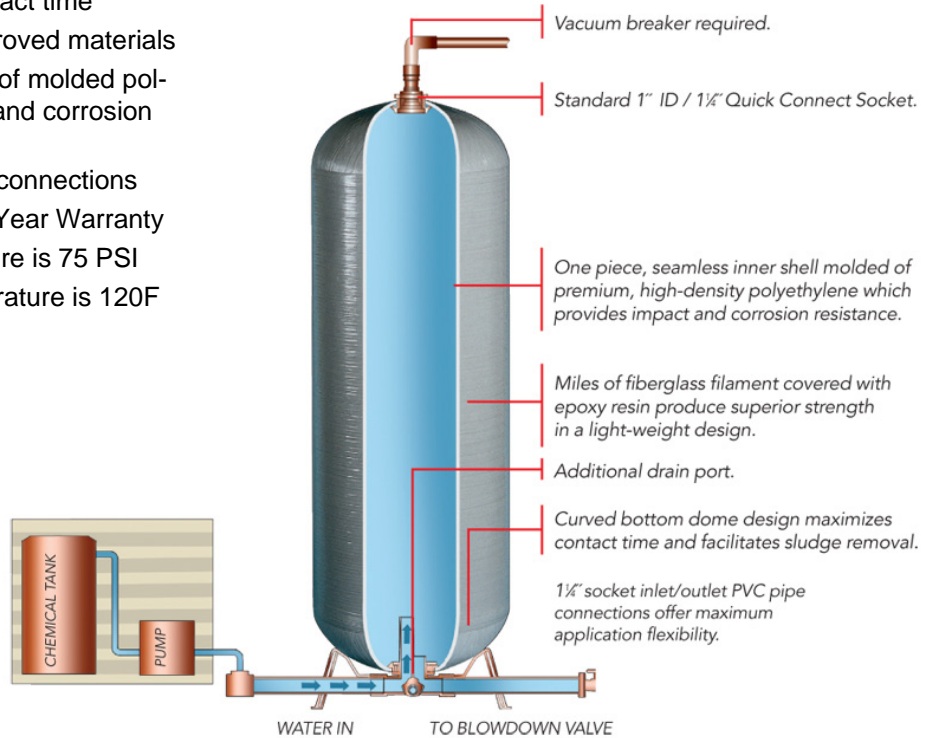 act time
roved materials
of molded pol-
and corrosion
connections
Year Warranty
re is 75 PSI
rature is 120F
Vacuum breaker required.
Standard 1″ ID / 1¼″ Quick Connect Socket.
One piece, seamless inner shell molded of
premium, high-density polyethylene which
provides impact and corrosion resistance.
Miles of fiberglass filament covered with
epoxy resin produce superior strength
in a light-weight design.
Additional drain port.
Curved bottom dome design maximizes
contact time and facilitates sludge removal.
1¼″ socket inlet/outlet PVC pipe
connections offer maximum
application flexibility.
CHEMICAL TANK
PUMP
WATER IN
TO BLOWDOWN VALVE